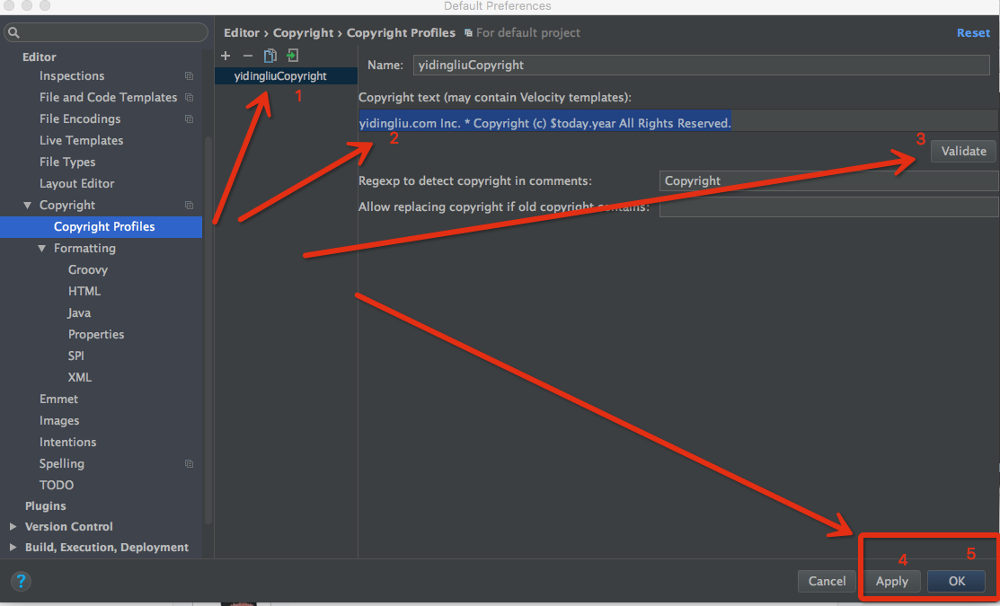 Default Preferences
Editor › Copyright › Copyright Profiles For default project Reset
Editor
Inspections
File and Code Templates
File Encodings
Live Templates
File Types
Layout Editor
Copyright
Copyright Profiles
Formatting
Groovy
HTML
Java
Properties
SPI
XML
Emmet
Images
Intentions
Spelling
TODO
Plugins
Version Control
Build, Execution, Deployment
yidingliuCopyright
1
Name: yidingliuCopyright
Copyright text (may contain Velocity templates):
yidingliu.com Inc. * Copyright (c) $today.year All Rights Reserved.
2
3
Validate
Regexp to detect copyright in comments: Copyright
Allow replacing copyright if old copyright contains:
4 5
? Cancel Apply OK